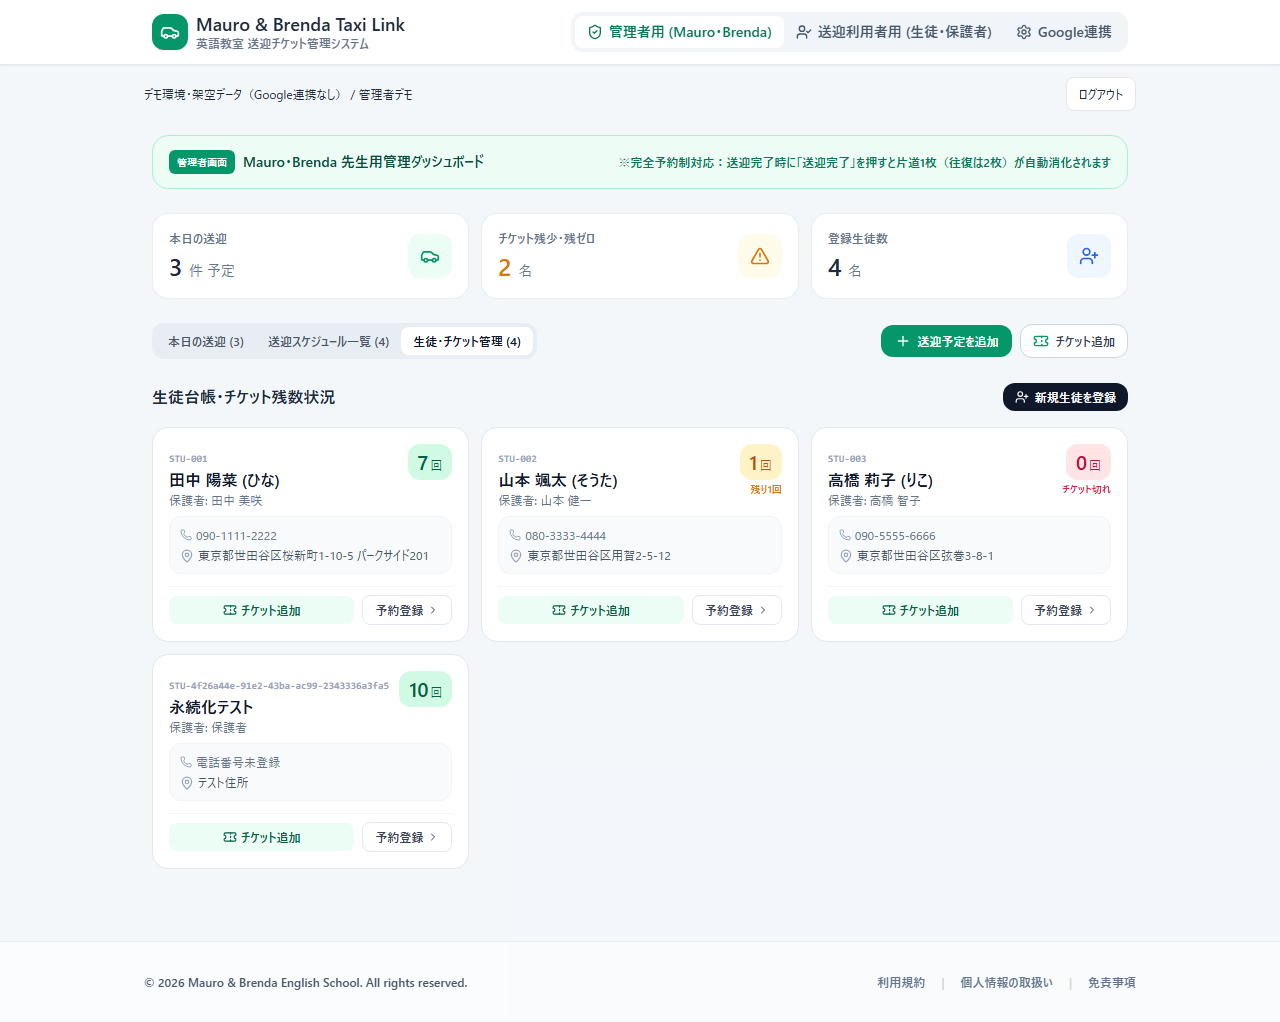 Mauro & Brenda Taxi Link
英語教室 送迎チケット管理システム
管理者用 (Mauro・Brenda)
送迎利用者用 (生徒・保護者)
Google連携
デモ環境・架空データ（Google連携なし） / 管理者デモ
ログアウト
管理者画面
Mauro・Brenda 先生用管理ダッシュボード
※完全予約制対応：送迎完了時に「送迎完了」を押すと片道1枚（往復は2枚）が自動消化されます
本日の送迎
3 件 予定
チケット残少・残ゼロ
2 名
登録生徒数
4 名
本日の送迎 (3)
送迎スケジュール一覧 (4)
生徒・チケット管理 (4)
送迎予定を追加
チケット追加
生徒台帳・チケット残数状況
新規生徒を登録
STU-001
7回
田中 陽菜 (ひな)
保護者: 田中 美咲
090-1111-2222
東京都世田谷区桜新町1-10-5 パークサイド201
チケット追加
予約登録
STU-002
1回
残り1回
山本 颯太 (そうた)
保護者: 山本 健一
080-3333-4444
東京都世田谷区用賀2-5-12
チケット追加
予約登録
STU-003
0回
チケット切れ
高橋 莉子 (りこ)
保護者: 高橋 智子
090-5555-6666
東京都世田谷区弦巻3-8-1
チケット追加
予約登録
STU-4f26a44e-91e2-43ba-ac99-2343336a3fa5
10回
永続化テスト
保護者: 保護者
電話番号未登録
テスト住所
チケット追加
予約登録
© 2026 Mauro & Brenda English School. All rights reserved.
利用規約 | 個人情報の取扱い | 免責事項